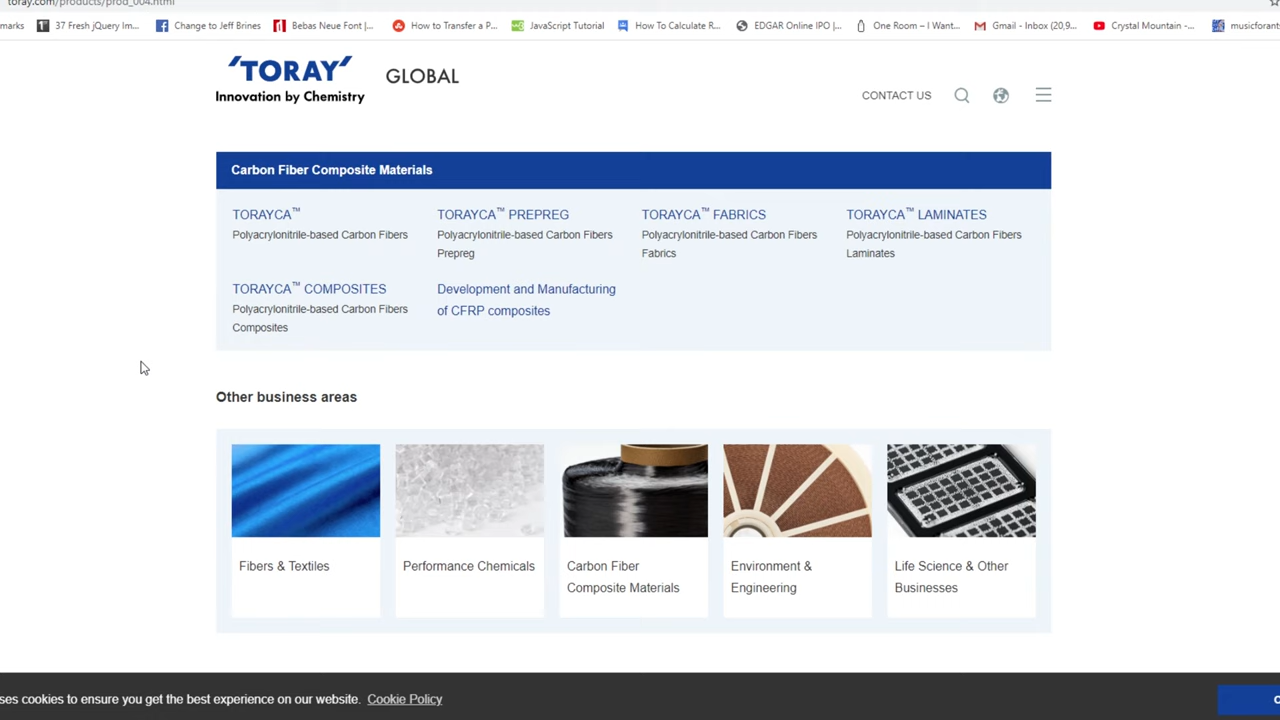 toray.com/products/prod_004.html
marks
37 Fresh jQuery Im...
Change to Jeff Brines
Bebas Neue Font |...
How to Transfer a P...
JavaScript Tutorial
How To Calculate R...
EDGAR Online IPO |...
One Room – I Want...
Gmail - Inbox (20,9...
Crystal Mountain -...
musicforant
'TORAY'
Innovation by Chemistry
GLOBAL
CONTACT US
Carbon Fiber Composite Materials
TORAYCA™
Polyacrylonitrile-based Carbon Fibers
TORAYCA™ PREPREG
Polyacrylonitrile-based Carbon Fibers
Prepreg
TORAYCA™ FABRICS
Polyacrylonitrile-based Carbon Fibers
Fabrics
TORAYCA™ LAMINATES
Polyacrylonitrile-based Carbon Fibers
Laminates
TORAYCA™ COMPOSITES
Polyacrylonitrile-based Carbon Fibers
Composites
Development and Manufacturing
of CFRP composites
Other business areas
Fibers & Textiles
Performance Chemicals
Carbon Fiber
Composite Materials
Environment &
Engineering
Life Science & Other
Businesses
ses cookies to ensure you get the best experience on our website. Cookie Policy